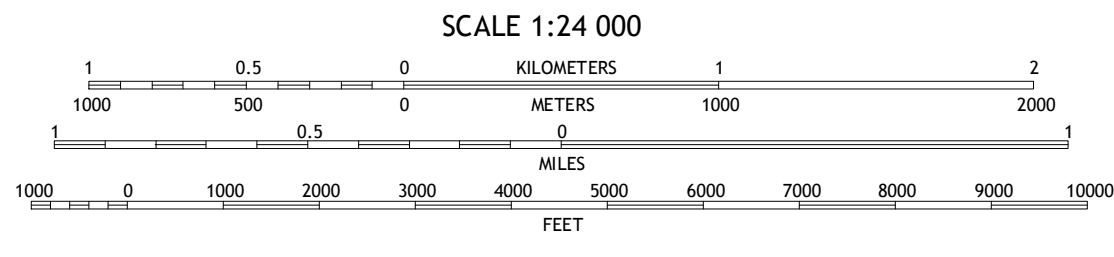 SCALE 1:24 000
1 0.5 0 KILOMETERS 1 2
1000 500 0 METERS 1000 2000
1 0.5 0 1
MILES
1000 0 1000 2000 3000 4000 5000 6000 7000 8000 9000 10000
FEET